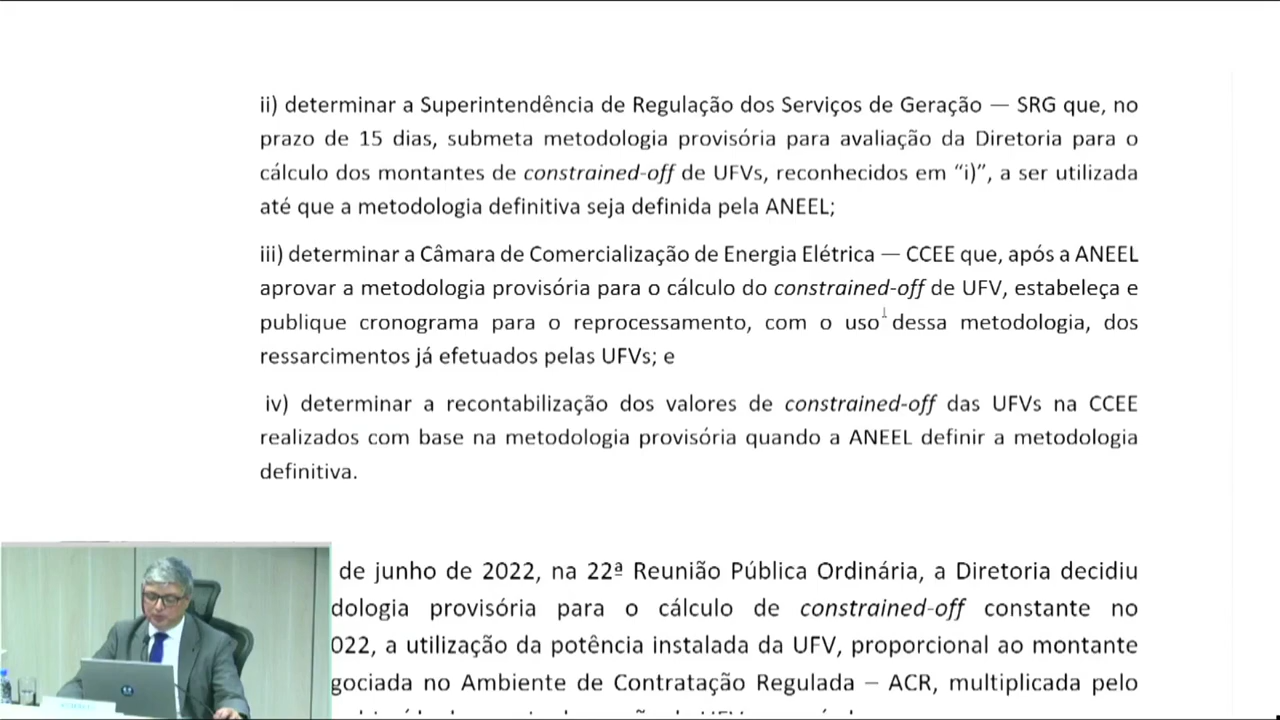 ii) determinar a Superintendência de Regulação dos Serviços de Geração — SRG que, no
prazo de 15 dias, submeta metodologia provisória para avaliação da Diretoria para o
cálculo dos montantes de constrained-off de UFVs, reconhecidos em “i)”, a ser utilizada
até que a metodologia definitiva seja definida pela ANEEL;
iii) determinar a Câmara de Comercialização de Energia Elétrica — CCEE que, após a ANEEL
aprovar a metodologia provisória para o cálculo do constrained-off de UFV, estabeleça e
publique cronograma para o reprocessamento, com o uso dessa metodologia, dos
ressarcimentos já efetuados pelas UFVs; e
iv) determinar a recontabilização dos valores de constrained-off das UFVs na CCEE
realizados com base na metodologia provisória quando a ANEEL definir a metodologia
definitiva.
de junho de 2022, na 22ª Reunião Pública Ordinária, a Diretoria decidiu
dologia provisória para o cálculo de constrained-off constante no
022, a utilização da potência instalada da UFV, proporcional ao montante
gociada no Ambiente de Contratação Regulada – ACR, multiplicada pelo